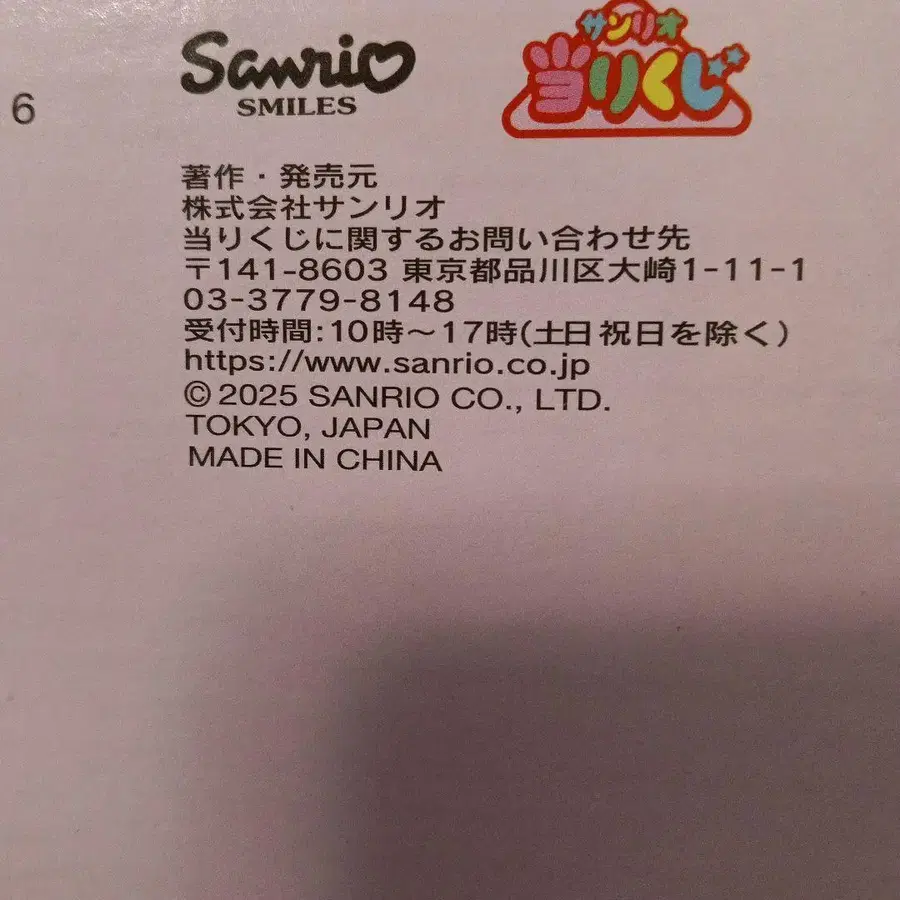 Sanrio
SMILES
サンリオ
当りくじ
6
著作・発売元
株式会社サンリオ
当りくじに関するお問い合わせ先
〒141-8603 東京都品川区大崎1-11-1
03-3779-8148
受付時間:10時～17時(土日祝日を除く)
https://www.sanrio.co.jp
© 2025 SANRIO CO., LTD.
TOKYO, JAPAN
MADE IN CHINA